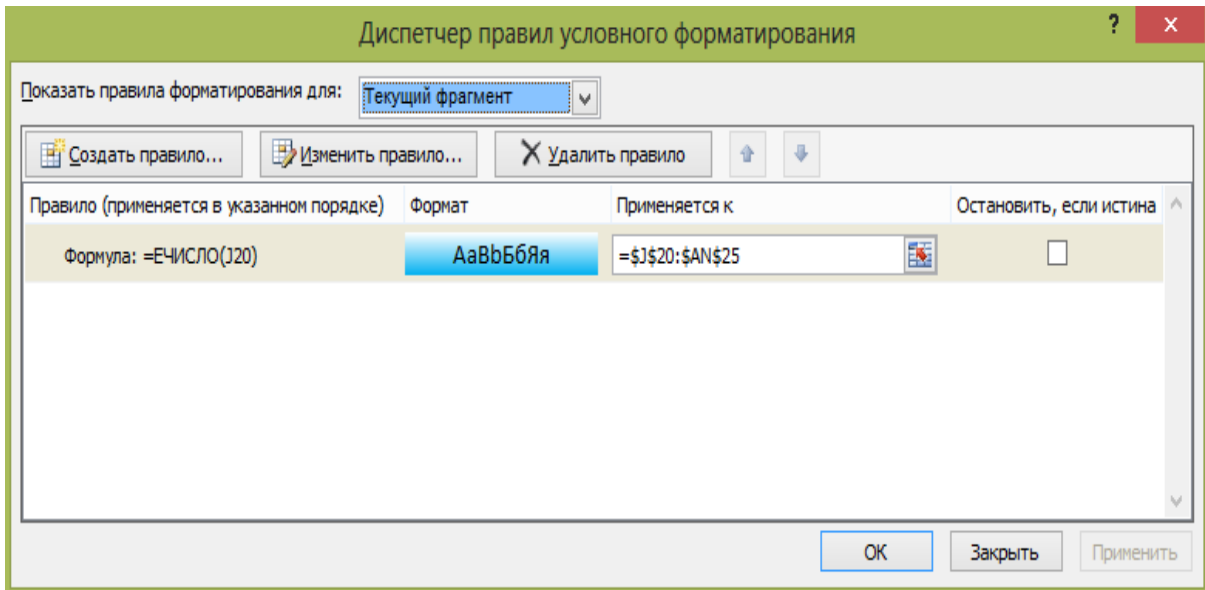 Диспетчер правил условного форматирования
? x
Показать правила форматирования для: Текущий фрагмент
Создать правило... Изменить правило... Удалить правило
Правило (применяется в указанном порядке) Формат Применяется к Остановить, если истина
Формула: =ЕЧИСЛО(J20) АаВbБбЯя =$J$20:$AN$25
ОК Закрыть Применить